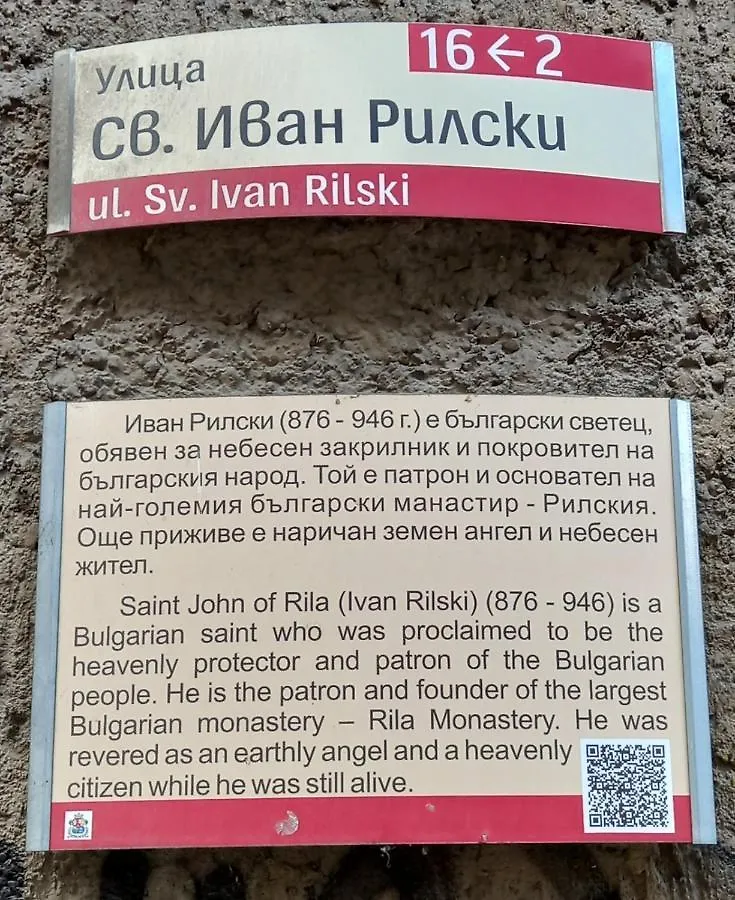 Улица
16←2
Св. Иван Рилски
ul. Sv. Ivan Rilski
Иван Рилски (876 - 946 г.) е български светец,
обявен за небесен закрилник и покровител на
българския народ. Той е патрон и основател на
най-големия български манастир - Рилския.
Още приживе е наричан земен ангел и небесен
жител.
Saint John of Rila (Ivan Rilski) (876 - 946) is a
Bulgarian saint who was proclaimed to be the
heavenly protector and patron of the Bulgarian
people. He is the patron and founder of the largest
Bulgarian monastery – Rila Monastery. He was
revered as an earthly angel and a heavenly
citizen while he was still alive.